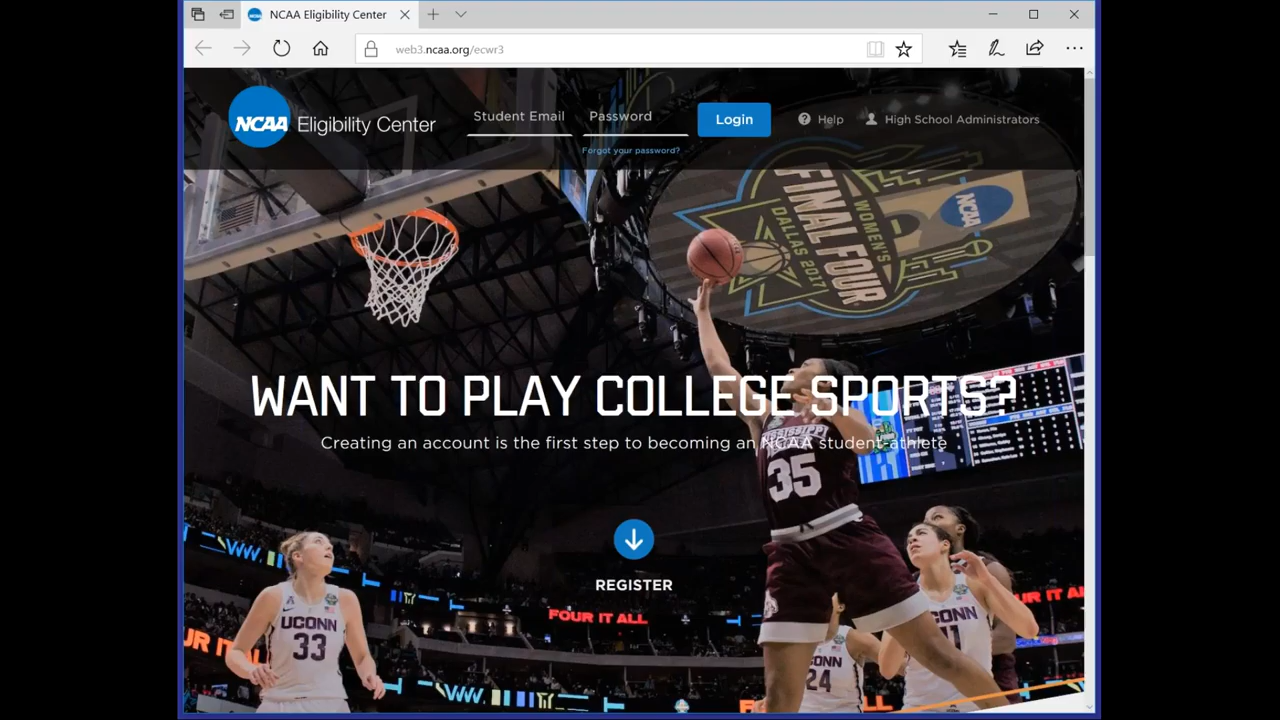 NCAA Eligibility Center
web3.ncaa.org/ecwr3
NCAA Eligibility Center
Student Email
Password
Login
Help
High School Administrators
Forgot your password?
WOMEN'S
FINAL FOUR
DALLAS 2017
NCAA
WANT TO PLAY COLLEGE SPORTS?
Creating an account is the first step to becoming an NCAA student-athlete
MISSISSIPPI
35
REGISTER
FOUR IT ALL
UCONN
33
UCONN
11
24